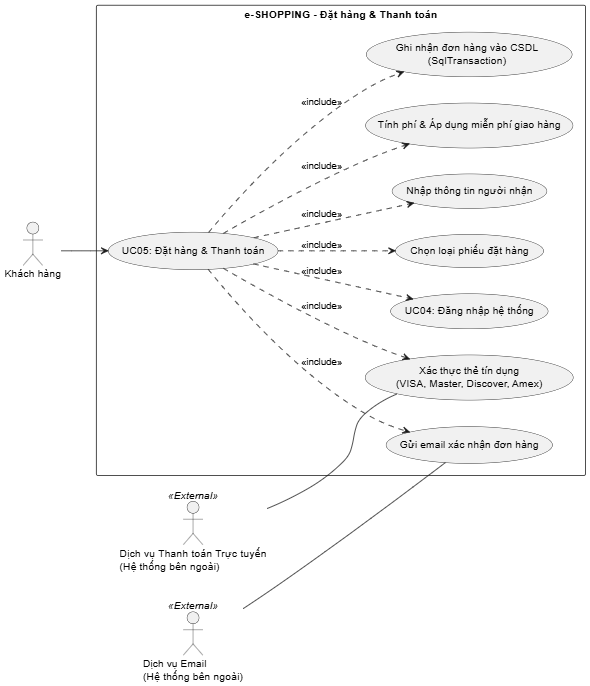 e-SHOPPING - Đặt hàng & Thanh toán
Ghi nhận đơn hàng vào CSDL
(SqlTransaction)
«include»
Tính phí & Áp dụng miễn phí giao hàng
«include»
Nhập thông tin người nhận
«include»
Khách hàng
UC05: Đặt hàng & Thanh toán
«include»
Chọn loại phiếu đặt hàng
«include»
UC04: Đăng nhập hệ thống
«include»
Xác thực thẻ tín dụng
(VISA, Master, Discover, Amex)
«include»
Gửi email xác nhận đơn hàng
«External»
Dịch vụ Thanh toán Trực tuyến
(Hệ thống bên ngoài)
«External»
Dịch vụ Email
(Hệ thống bên ngoài)